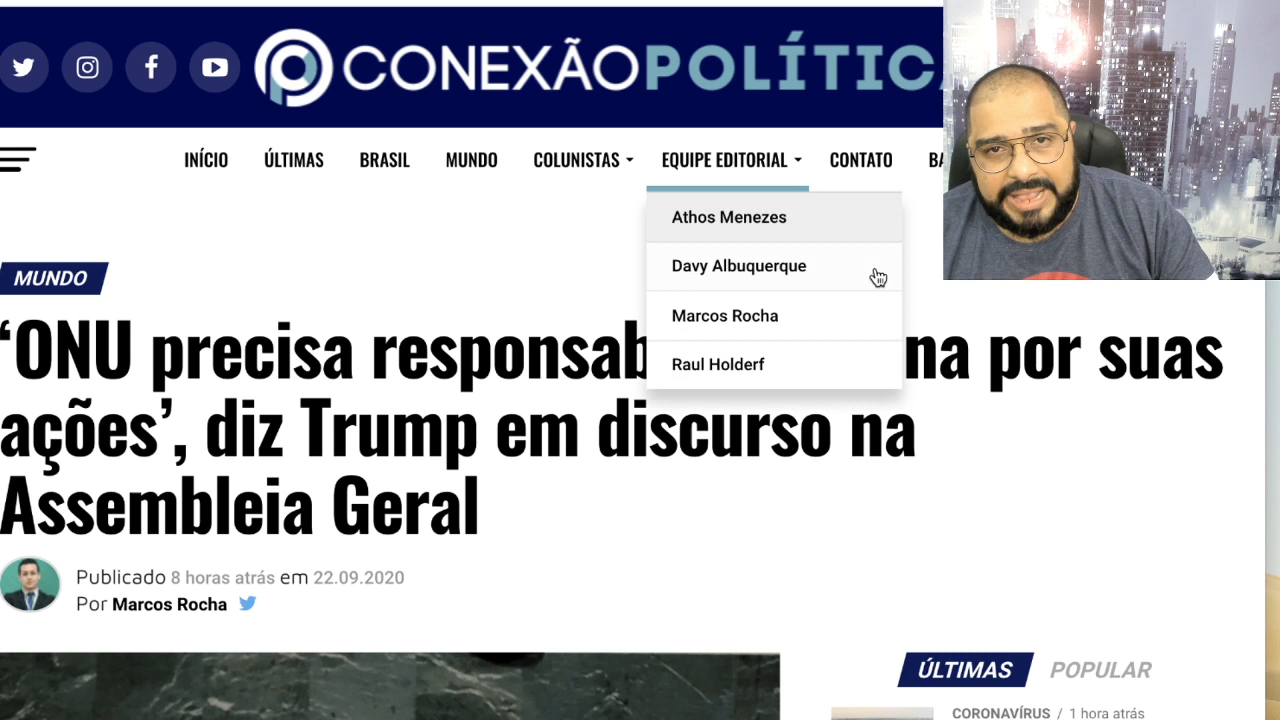 CONEXÃOPOLÍTICA
INÍCIO ÚLTIMAS BRASIL MUNDO COLUNISTAS EQUIPE EDITORIAL CONTATO
Athos Menezes
Davy Albuquerque
Marcos Rocha
Raul Holderf
MUNDO
‘ONU precisa responsab na por suas
ações’, diz Trump em discurso na
Assembleia Geral
Publicado 8 horas atrás em 22.09.2020
Por Marcos Rocha
ÚLTIMAS POPULAR
CORONAVÍRUS / 1 hora atrás